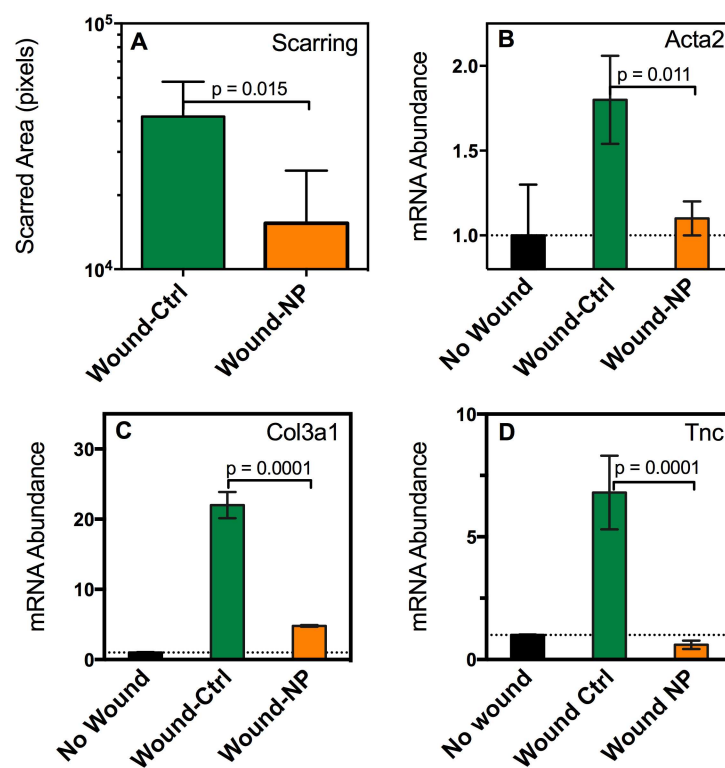 A
Scarring
Scarred Area (pixels)
10^5
10^4
p = 0.015
Wound-Ctrl
Wound-NP
B
Acta2
mRNA Abundance
2.0
1.5
1.0
p = 0.011
No Wound
Wound-Ctrl
Wound-NP
C
Col3a1
mRNA Abundance
30
20
10
0
p = 0.0001
No Wound
Wound-Ctrl
Wound-NP
D
Tnc
mRNA Abundance
10
5
0
p = 0.0001
No wound
Wound Ctrl
Wound NP